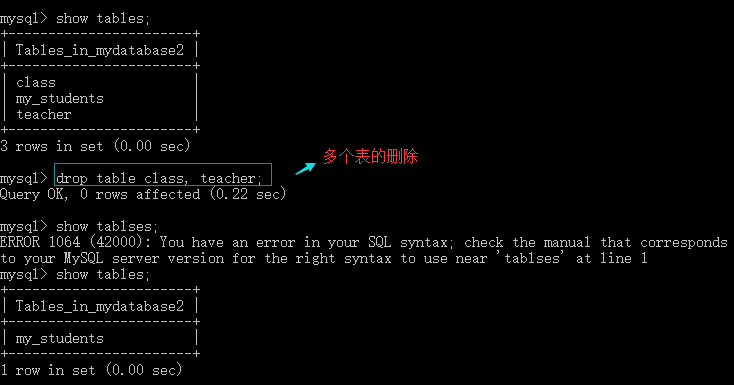 mysql> show tables;
+-----------------------+
| Tables_in_mydatabase2 |
+-----------------------+
| class                 |
| my_students           |
| teacher               |
+-----------------------+
3 rows in set (0.00 sec)
多个表的删除
mysql> drop table class, teacher;
Query OK, 0 rows affected (0.22 sec)
mysql> show tablses;
ERROR 1064 (42000): You have an error in your SQL syntax; check the manual that corresponds
to your MySQL server version for the right syntax to use near 'tablses' at line 1
mysql> show tables;
+-----------------------+
| Tables_in_mydatabase2 |
+-----------------------+
| my_students           |
+-----------------------+
1 row in set (0.00 sec)